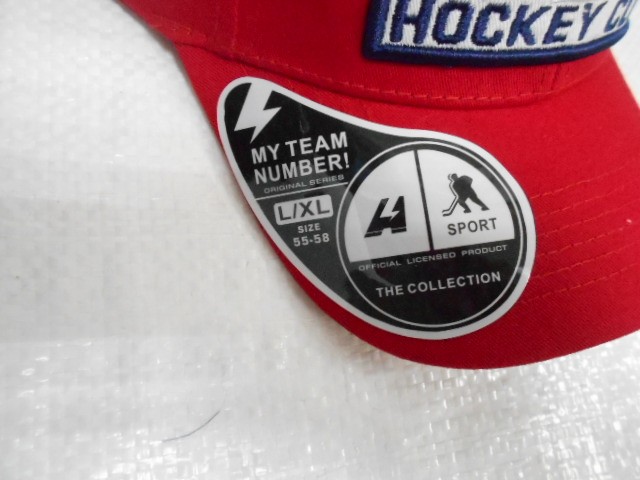 HOCKEY
MY TEAM
NUMBER!
ORIGINAL SERIES
L/XL
SIZE
55-58
SPORT
OFFICIAL LICENSED PRODUCT
THE COLLECTION